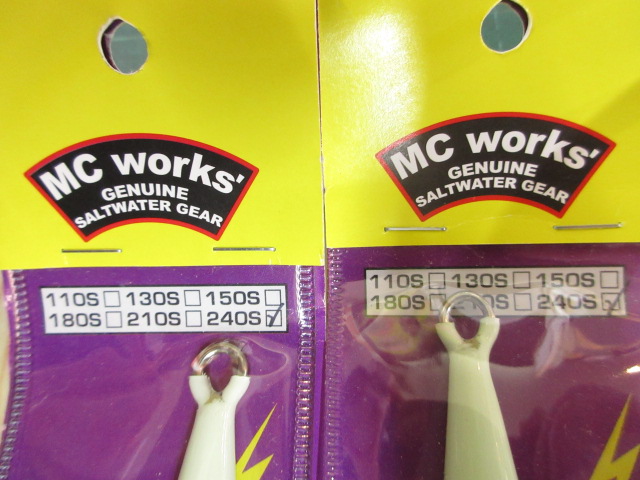 MC works'
GENUINE
SALTWATER GEAR
110S 130S 150S
180S 210S 240S
MC works'
GENUINE
SALTWATER GEAR
110S 130S 150S
180S 0S 240S